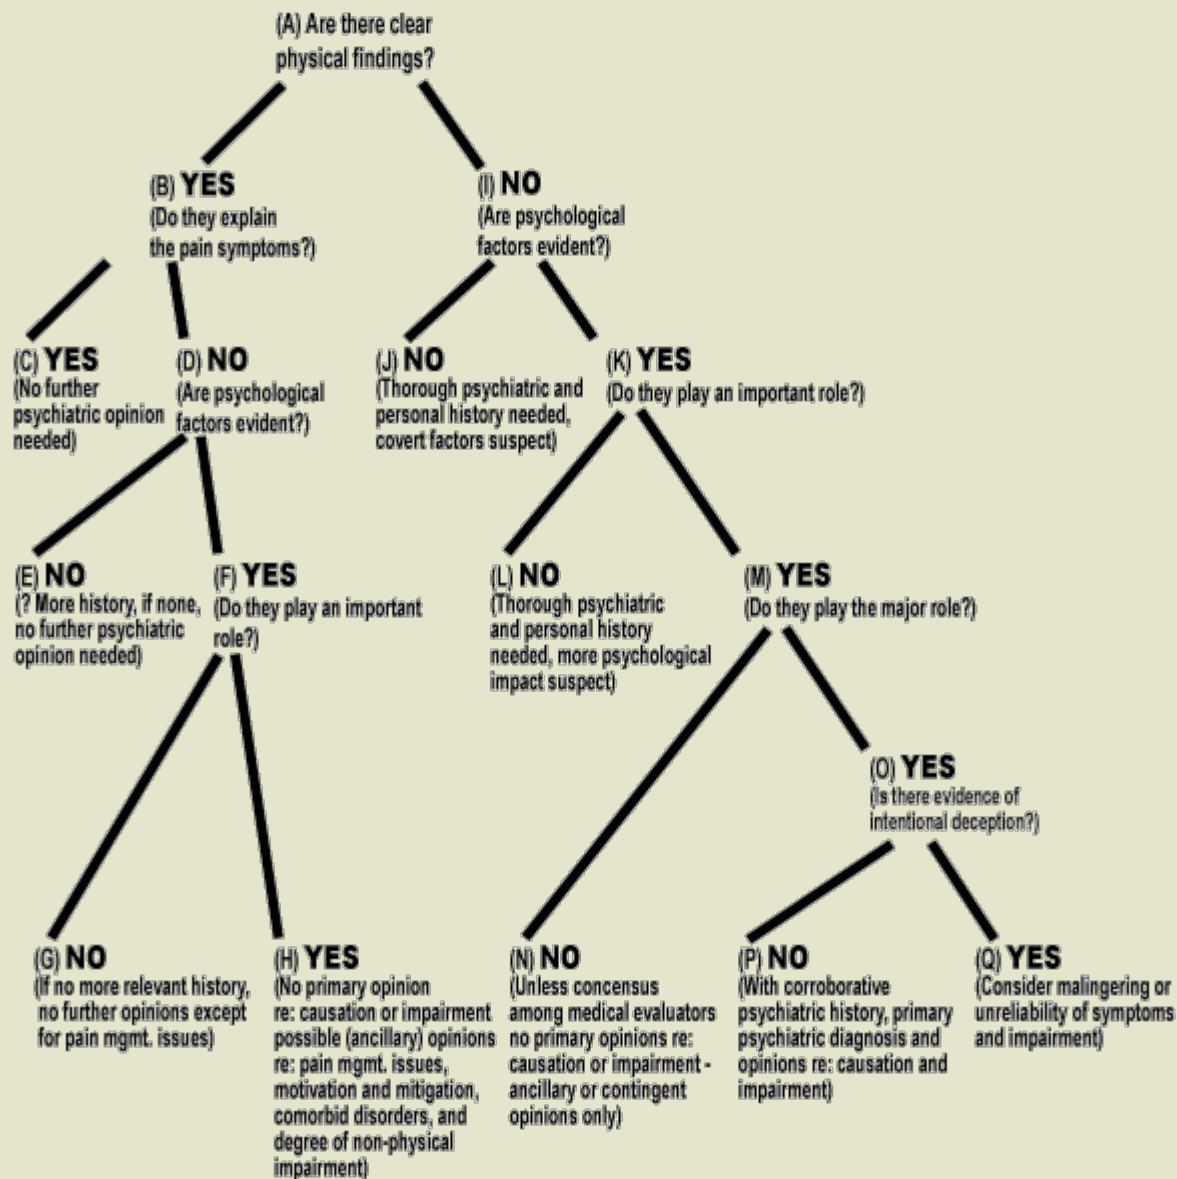 (A) Are there clear
physical findings?
(B) YES
(Do they explain
the pain symptoms?)
(I) NO
(Are psychological
factors evident?)
(C) YES
(No further
psychiatric opinion
needed)
(D) NO
(Are psychological
factors evident?)
(J) NO
(Thorough psychiatric and
personal history needed,
covert factors suspect)
(K) YES
(Do they play an important role?)
(E) NO
(? More history, if none,
no further psychiatric
opinion needed)
(F) YES
(Do they play an important
role?)
(L) NO
(Thorough psychiatric
and personal history
needed, more psychological
impact suspect)
(M) YES
(Do they play the major role?)
(O) YES
(Is there evidence of
intentional deception?)
(G) NO
(If no more relevant history,
no further opinions except
for pain mgmt. issues)
(H) YES
(No primary opinion
re: causation or impairment
possible (ancillary) opinions
re: pain mgmt. issues,
motivation and mitigation,
comorbid disorders, and
degree of non-physical
impairment)
(N) NO
(Unless concensus
among medical evaluators
no primary opinions re:
causation or impairment -
ancillary or contingent
opinions only)
(P) NO
(With corroborative
psychiatric history, primary
psychiatric diagnosis and
opinions re: causation and
impairment)
(Q) YES
(Consider malingering or
unreliability of symptoms
and impairment)